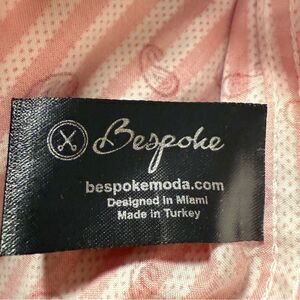 Bespoke
bespokemoda.com
Designed in Miami
Made in Turkey